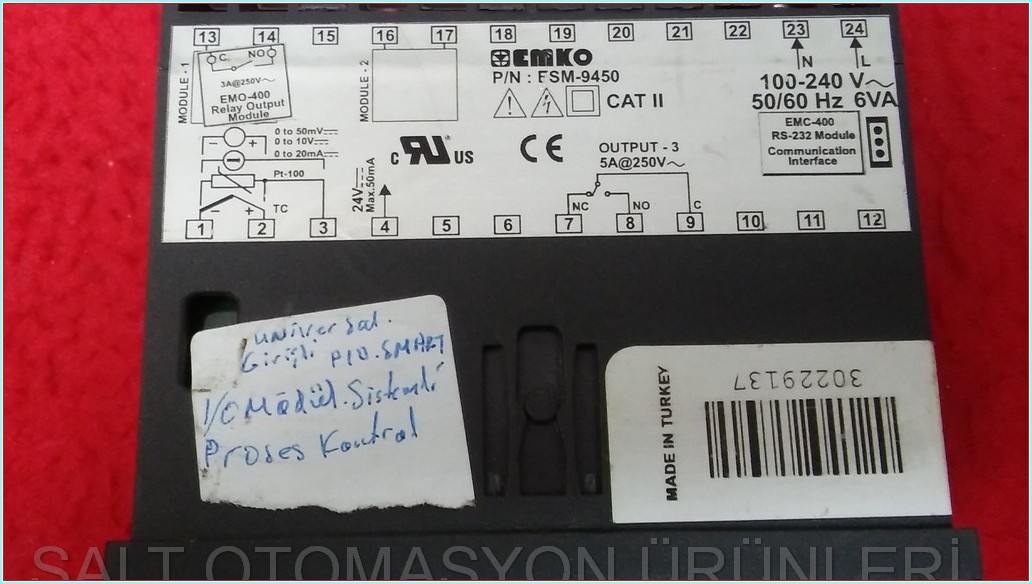 13 14 15 16 17 18 19 20 21 22 23 24
C NO
3A@250V~
EMO-400
Relay Output
Module
MODULE - 1
MODULE - 2
EMKO
P/N : ESM-9450
CAT II
N L
100-240 V~
50/60 Hz 6VA
EMC-400
RS-232 Module
Communication
Interface
- + 0 to 50mV
0 to 10V
0 to 20mA
Pt-100
- + TC
24V
Max.50mA
c UR ® US
CE
OUTPUT - 3
5A@250V~
NC NO C
1 2 3 4 5 6 7 8 9 10 11 12
universal.
Girişli PID.SMART
I/O Modül.Sistemli
Proses Kontrol
MADE IN TURKEY
30229137
SALT OTOMASYON ÜRÜNLERİ